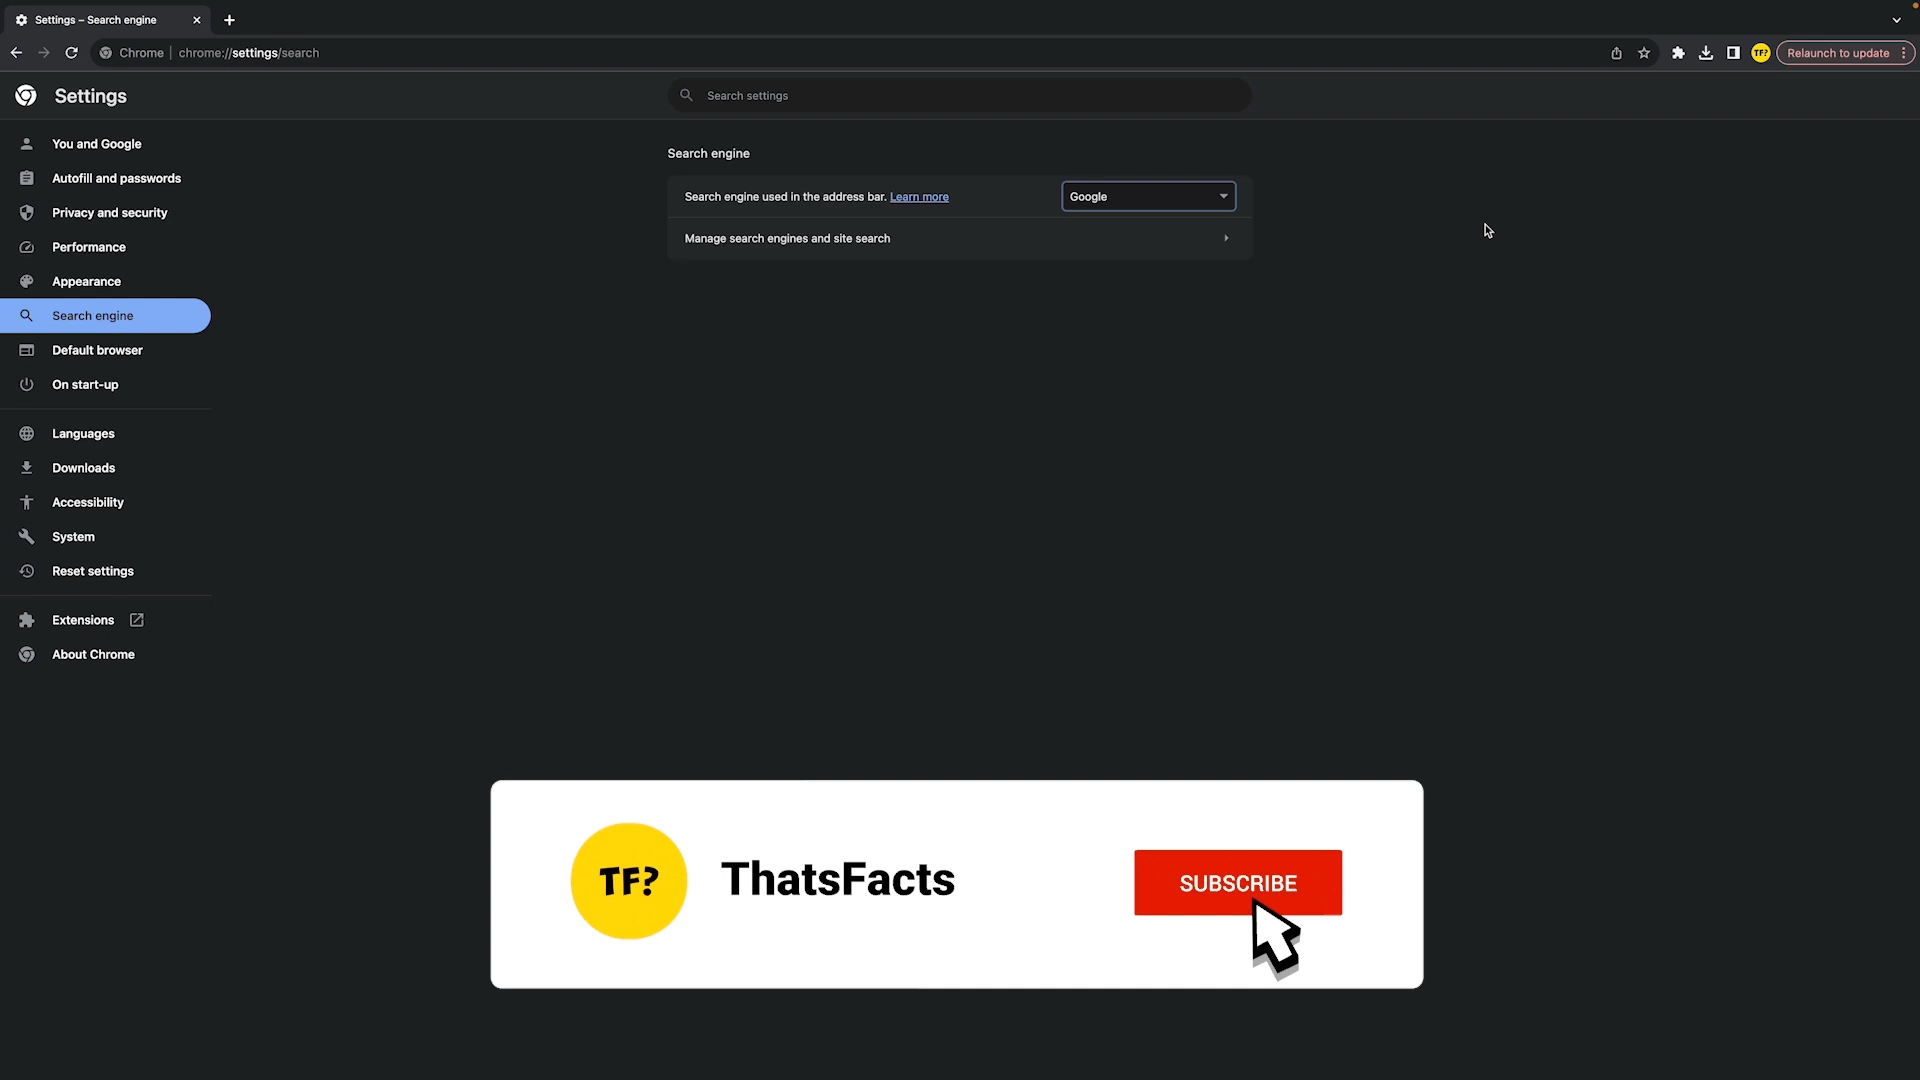 Settings – Search engine
Chrome | chrome://settings/search
TF?
Relaunch to update
Settings
Search settings
You and Google
Autofill and passwords
Privacy and security
Performance
Appearance
Search engine
Default browser
On start-up
Languages
Downloads
Accessibility
System
Reset settings
Extensions
About Chrome
Search engine
Search engine used in the address bar. Learn more
Google
Manage search engines and site search
TF?
ThatsFacts
SUBSCRIBE